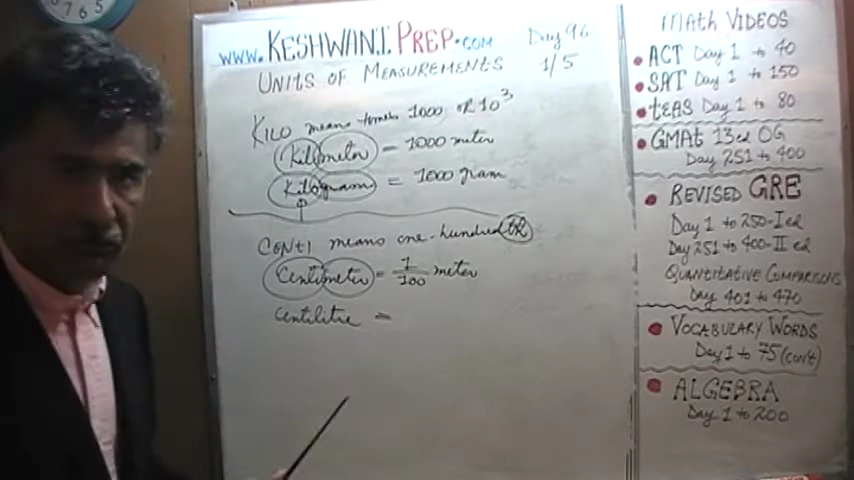 www.KESHWANI PREP.COM Day 96
UNITS OF MEASUREMENTS 1/5
KILO means times 1000 OR 10³
Kilometer = 1000 meter
Kilogram = 1000 gram
CENTI means one-hundredth
Centimeter = 1/100 meter
Centilitre =
Math VIDEOS
ACT Day 1 to 40
SAT Day 1 to 150
tEAS Day 1 to 80
GMAt 13ed OG
Day 251 to 400
REVISED GRE
Day 1 to 250-I ed
Day 251 to 400-II ed
QUANTITATIVE COMPARISONS
Day 401 to 470
VOCABULARY WORDS
Day 1 to 75 (cont)
ALGEBRA
Day 1 to 200
7 6 5